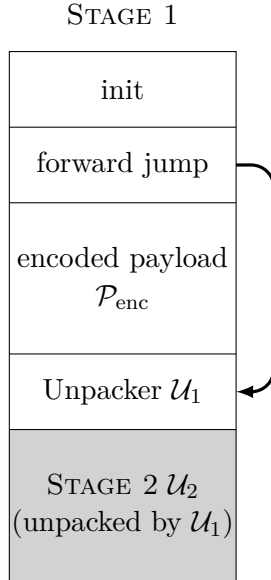 STAGE 1
init
forward jump
encoded payload
𝒫enc
Unpacker 𝒰1
STAGE 2 𝒰2
(unpacked by 𝒰1)